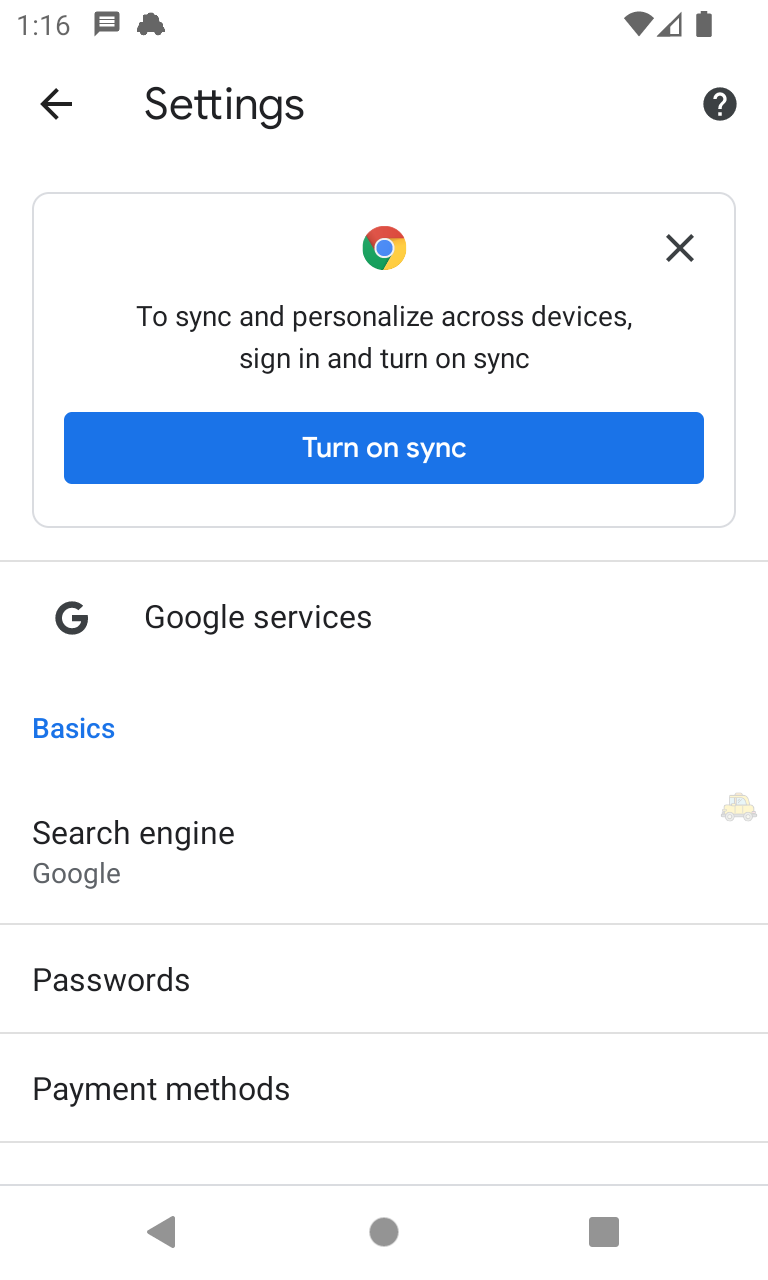 1:16
Settings
To sync and personalize across devices,
sign in and turn on sync
Turn on sync
Google services
Basics
Search engine
Google
Passwords
Payment methods